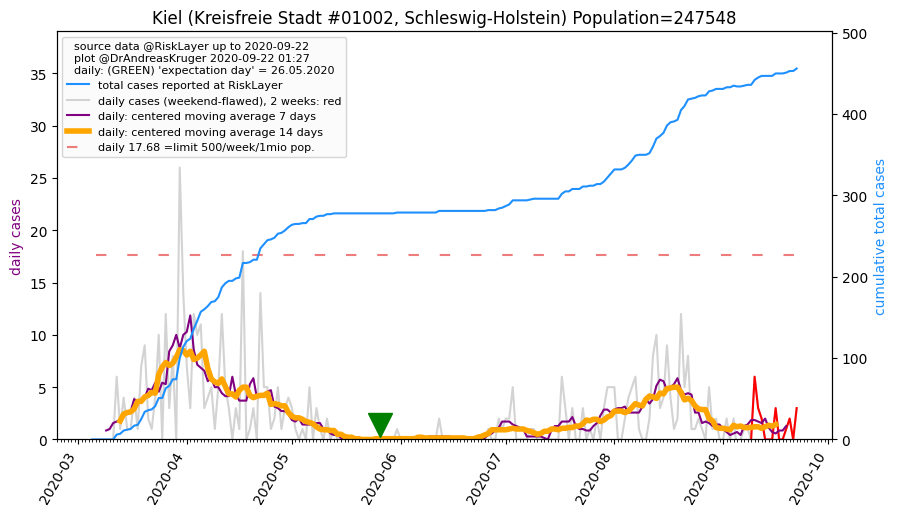 Kiel (Kreisfreie Stadt #01002, Schleswig-Holstein) Population=247548
source data @RiskLayer up to 2020-09-22
plot @DrAndreasKruger 2020-09-22 01:27
daily: (GREEN) 'expectation day' = 26.05.2020
total cases reported at RiskLayer
daily cases (weekend-flawed), 2 weeks: red
daily: centered moving average 7 days
daily: centered moving average 14 days
daily 17.68 =limit 500/week/1mio pop.
daily cases
35
30
25
20
15
10
5
0
500
400
300
200
100
0
cumulative total cases
2020-03
2020-04
2020-05
2020-06
2020-07
2020-08
2020-09
2020-10